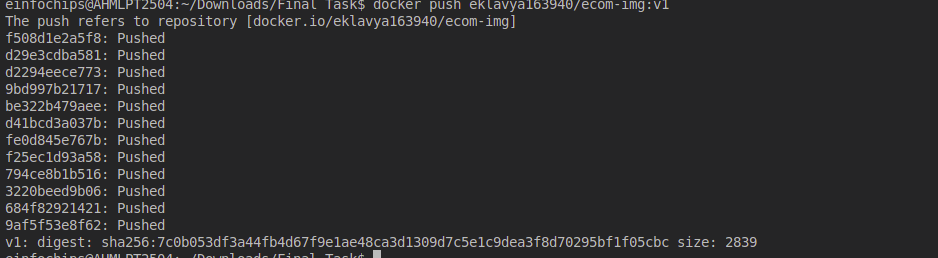 einfochips@AHMLPT2504:~/Downloads/Final Task$ docker push eklavya163940/ecom-img:v1
The push refers to repository [docker.io/eklavya163940/ecom-img]
f508d1e2a5f8: Pushed
d29e3cdba581: Pushed
d2294eece773: Pushed
9bd997b21717: Pushed
be322b479aee: Pushed
d41bcd3a037b: Pushed
fe0d845e767b: Pushed
f25ec1d93a58: Pushed
794ce8b1b516: Pushed
3220beed9b06: Pushed
684f82921421: Pushed
9af5f53e8f62: Pushed
v1: digest: sha256:7c0b053df3a44fb4d67f9e1ae48ca3d1309d7c5e1c9dea3f8d70295bf1f05cbc size: 2839
einfochips@AHMLPT2504:~/Downloads/Final Task$